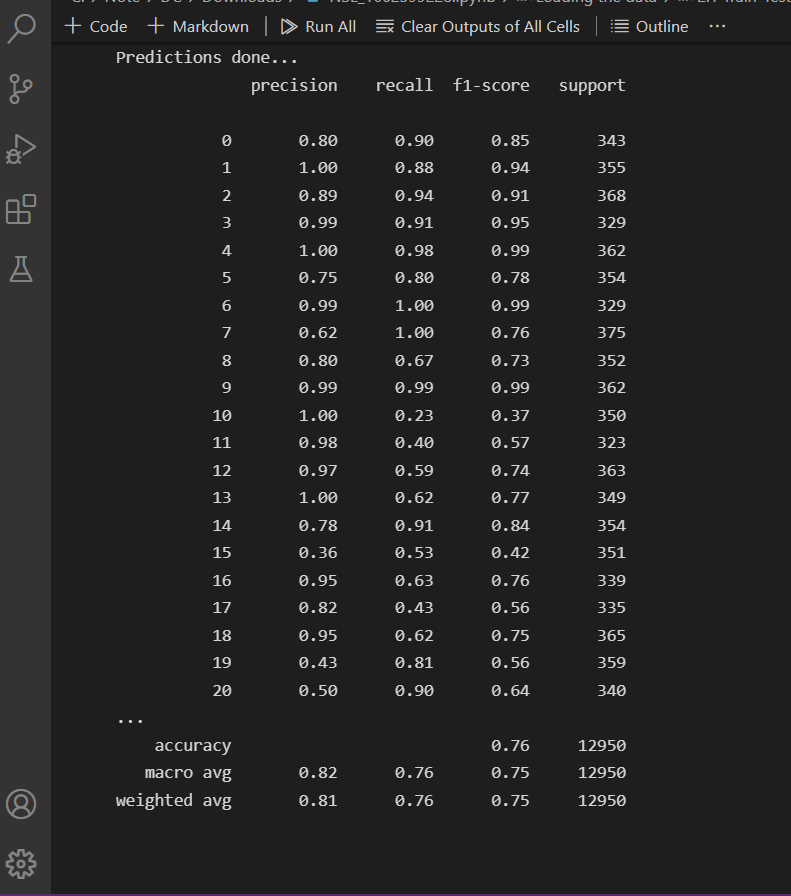 Code Markdown Run All Clear Outputs of All Cells Outline ...
Predictions done...
precision recall f1-score support
0 0.80 0.90 0.85 343
1 1.00 0.88 0.94 355
2 0.89 0.94 0.91 368
3 0.99 0.91 0.95 329
4 1.00 0.98 0.99 362
5 0.75 0.80 0.78 354
6 0.99 1.00 0.99 329
7 0.62 1.00 0.76 375
8 0.80 0.67 0.73 352
9 0.99 0.99 0.99 362
10 1.00 0.23 0.37 350
11 0.98 0.40 0.57 323
12 0.97 0.59 0.74 363
13 1.00 0.62 0.77 349
14 0.78 0.91 0.84 354
15 0.36 0.53 0.42 351
16 0.95 0.63 0.76 339
17 0.82 0.43 0.56 335
18 0.95 0.62 0.75 365
19 0.43 0.81 0.56 359
20 0.50 0.90 0.64 340
...
accuracy 0.76 12950
macro avg 0.82 0.76 0.75 12950
weighted avg 0.81 0.76 0.75 12950